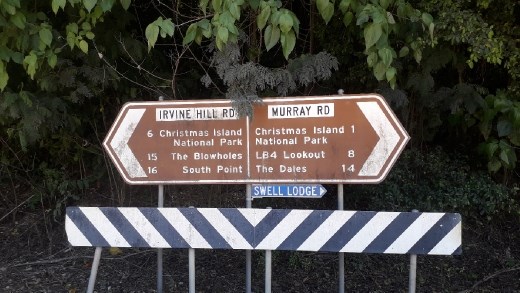 IRVINE HILL RD
MURRAY RD
6 Christmas Island
National Park
15 The Blowholes
16 South Point
Christmas Island 1
National Park
LB4 Lookout 8
The Dales 14
SWELL LODGE